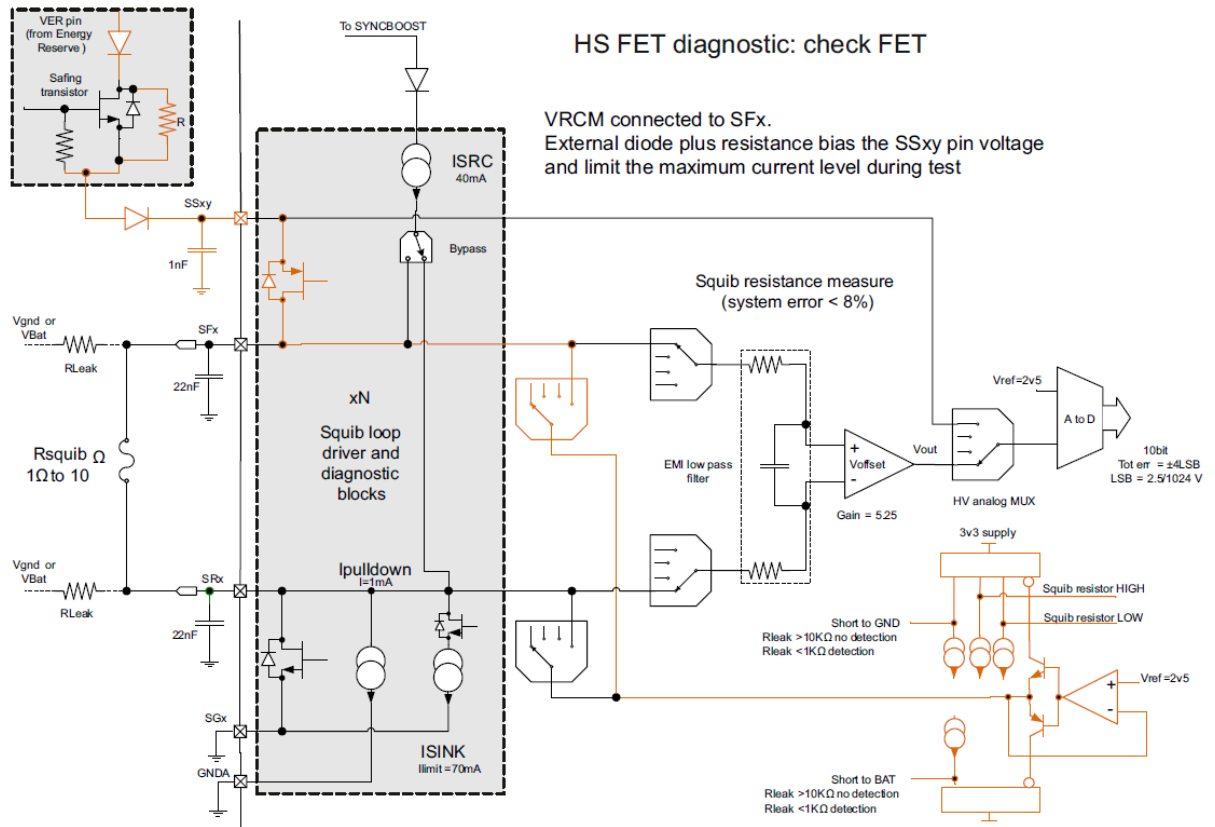 VER pin
(from Energy
Reserve )
Safing
transistor
R
To SYNCBOOST
HS FET diagnostic: check FET
VRCM connected to SFx.
External diode plus resistance bias the SSxy pin voltage
and limit the maximum current level during test
ISRC
40mA
SSxy
Bypass
1nF
Squib resistance measure
(system error < 8%)
Vgnd or
VBat
SFx
RLeak
22nF
Vref=2v5
A to D
xN
Squib loop
driver and
diagnostic
blocks
Rsquib Ω
1Ω to 10
EMI low pass
filter
+
Voffset
-
Vout
Gain = 5.25
HV analog MUX
10bit
Tot err = ±4LSB
LSB = 2.5/1024 V
3v3 supply
Ipulldown
I=1mA
Vgnd or
VBat
SRx
RLeak
22nF
Squib resistor HIGH
Squib resistor LOW
Short to GND
Rleak >10KΩ no detection
Rleak <1KΩ detection
+
-
Vref=2v5
SGx
GNDA
ISINK
Ilimit =70mA
Short to BAT
Rleak >10KΩ no detection
Rleak <1KΩ detection